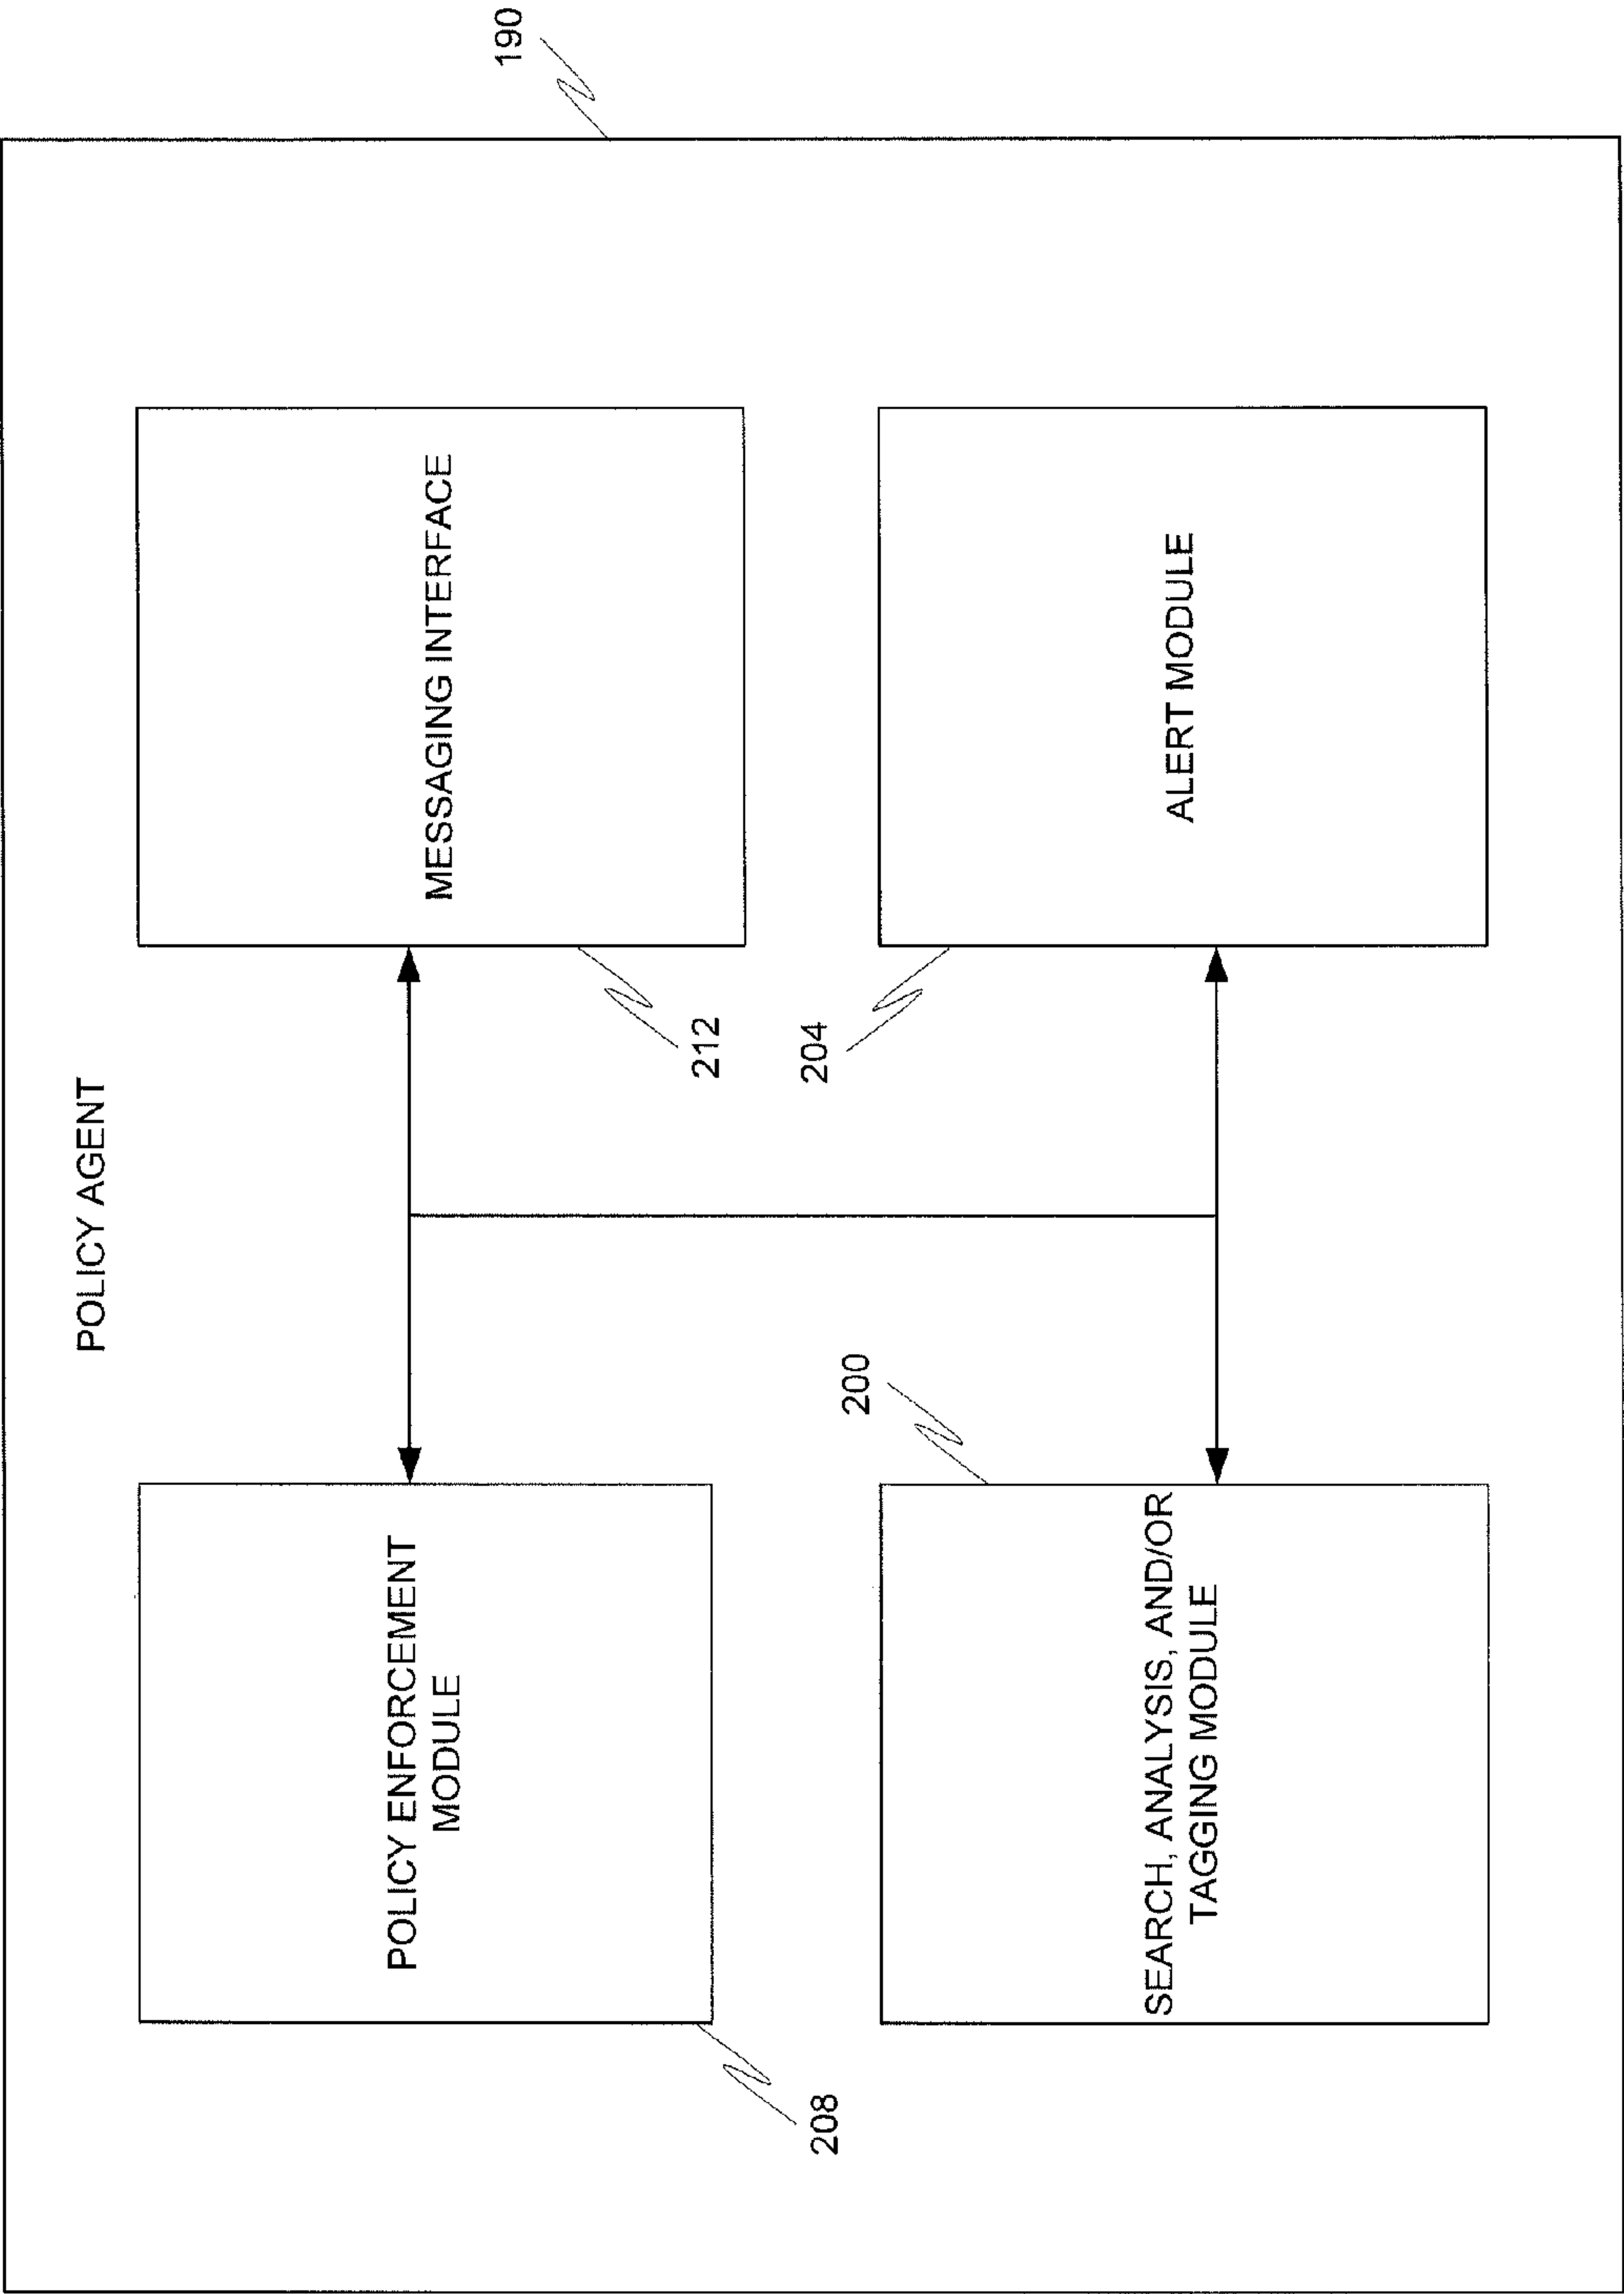 POLICY AGENT
190
POLICY ENFORCEMENT
MODULE
208
MESSAGING INTERFACE
212
SEARCH, ANALYSIS, AND/OR
TAGGING MODULE
200
ALERT MODULE
204